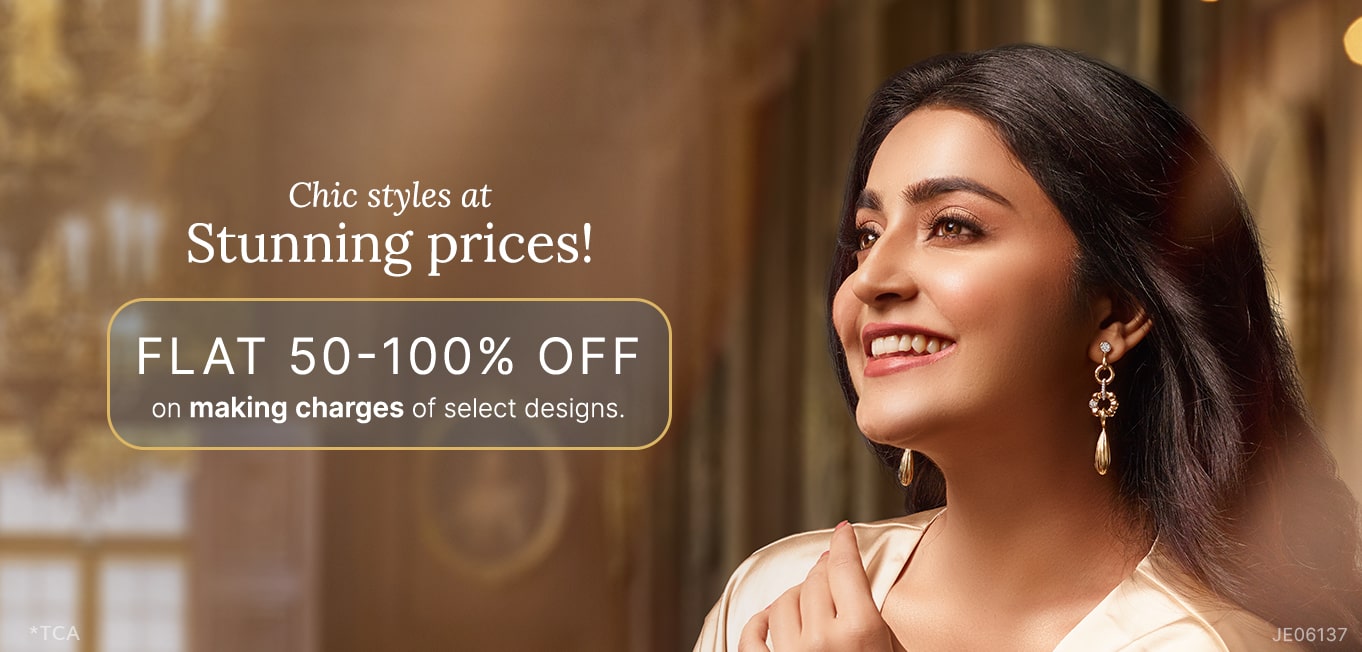 Chic styles at
Stunning prices!
FLAT 50-100% OFF
on making charges of select designs.
*TCA
JE06137